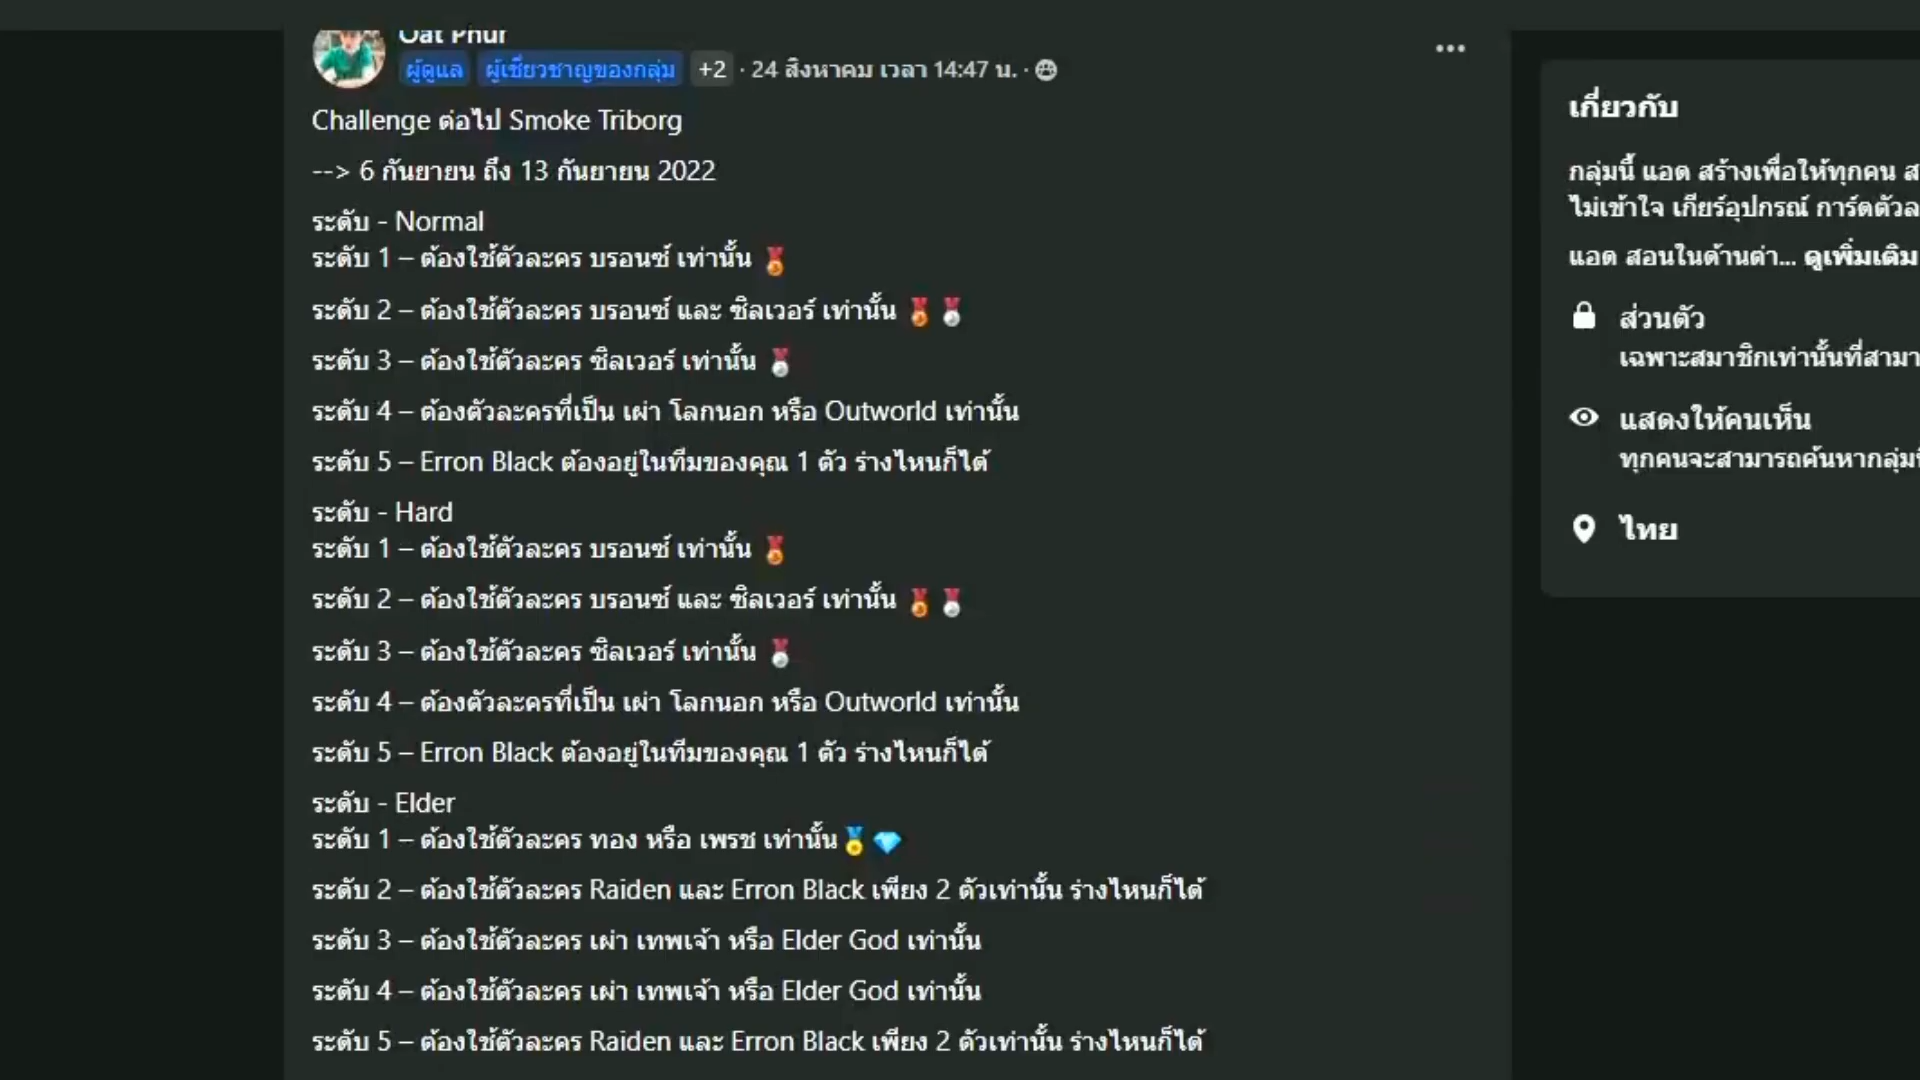 Oat Phur
ผู้ดูแล ผู้เชี่ยวชาญของกลุ่ม +2 · 24 สิงหาคม เวลา 14:47 น. ·
Challenge ต่อไป Smoke Triborg
--> 6 กันยายน ถึง 13 กันยายน 2022
ระดับ - Normal
ระดับ 1 – ต้องใช้ตัวละคร บรอนซ์ เท่านั้น 🥉
ระดับ 2 – ต้องใช้ตัวละคร บรอนซ์ และ ซิลเวอร์ เท่านั้น 🥉🥈
ระดับ 3 – ต้องใช้ตัวละคร ซิลเวอร์ เท่านั้น 🥈
ระดับ 4 – ต้องตัวละครที่เป็น เผ่า โลกนอก หรือ Outworld เท่านั้น
ระดับ 5 – Erron Black ต้องอยู่ในทีมของคุณ 1 ตัว ร่างไหนก็ได้
ระดับ - Hard
ระดับ 1 – ต้องใช้ตัวละคร บรอนซ์ เท่านั้น 🥉
ระดับ 2 – ต้องใช้ตัวละคร บรอนซ์ และ ซิลเวอร์ เท่านั้น 🥉🥈
ระดับ 3 – ต้องใช้ตัวละคร ซิลเวอร์ เท่านั้น 🥈
ระดับ 4 – ต้องตัวละครที่เป็น เผ่า โลกนอก หรือ Outworld เท่านั้น
ระดับ 5 – Erron Black ต้องอยู่ในทีมของคุณ 1 ตัว ร่างไหนก็ได้
ระดับ - Elder
ระดับ 1 – ต้องใช้ตัวละคร ทอง หรือ เพรช เท่านั้น🏅💎
ระดับ 2 – ต้องใช้ตัวละคร Raiden และ Erron Black เพียง 2 ตัวเท่านั้น ร่างไหนก็ได้
ระดับ 3 – ต้องใช้ตัวละคร เผ่า เทพเจ้า หรือ Elder God เท่านั้น
ระดับ 4 – ต้องใช้ตัวละคร เผ่า เทพเจ้า หรือ Elder God เท่านั้น
ระดับ 5 – ต้องใช้ตัวละคร Raiden และ Erron Black เพียง 2 ตัวเท่านั้น ร่างไหนก็ได้
เกี่ยวกับ
กลุ่มนี้ แอด สร้างเพื่อให้ทุกคน
ไม่เข้าใจ เกียร์อุปกรณ์ การ์ดตัวล
แอด สอนในด้านต่า... ดูเพิ่มเติม
ส่วนตัว
เฉพาะสมาชิกเท่านั้นที่สามา
แสดงให้คนเห็น
ทุกคนจะสามารถค้นหากลุ่ม
ไทย